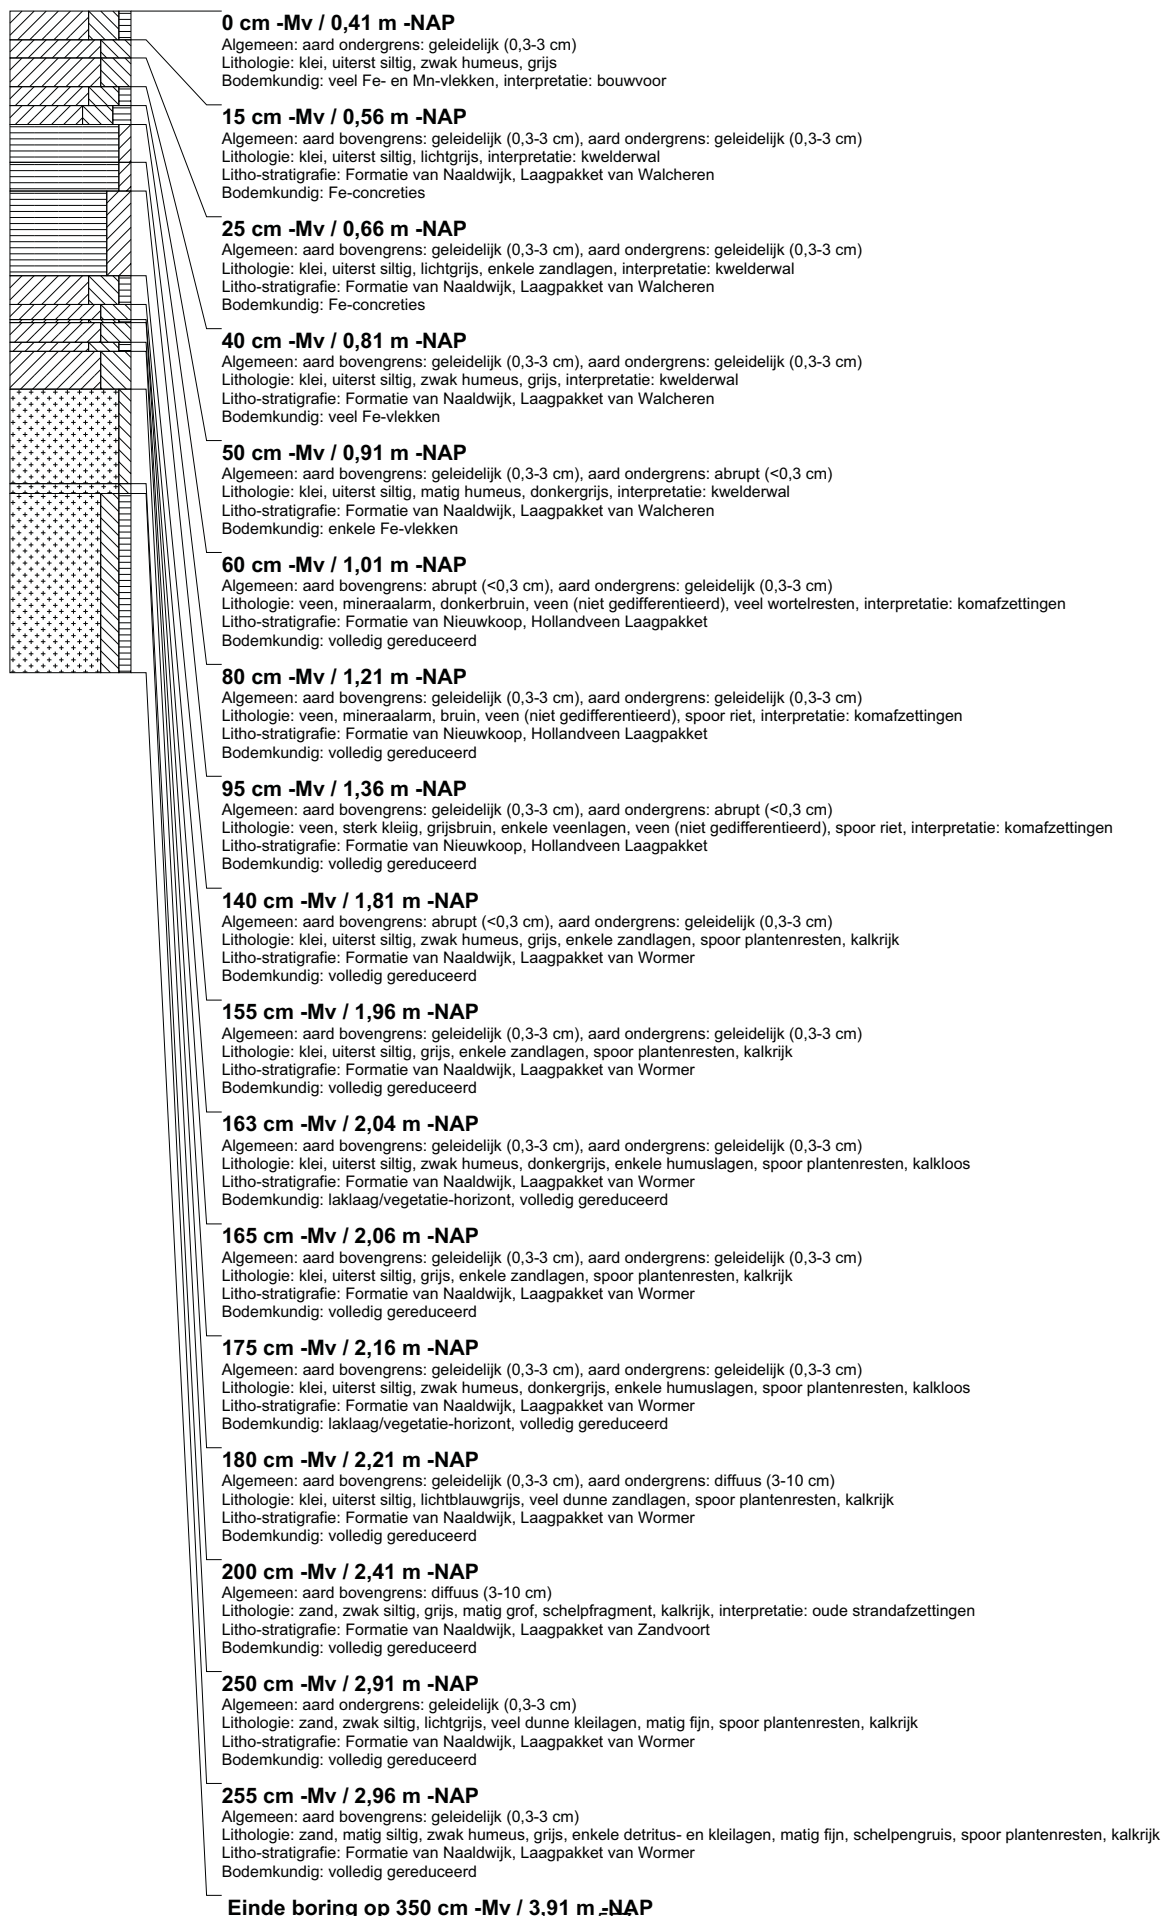 0 cm -Mv / 0,41 m -NAP
Algemeen: aard ondergrens: geleidelijk (0,3-3 cm)
Lithologie: klei, uiterst siltig, zwak humeus, grijs
Bodemkundig: veel Fe- en Mn-vlekken, interpretatie: bouwvoor
15 cm -Mv / 0,56 m -NAP
Algemeen: aard bovengrens: geleidelijk (0,3-3 cm), aard ondergrens: geleidelijk (0,3-3 cm)
Lithologie: klei, uiterst siltig, lichtgrijs, interpretatie: kwelderwal
Litho-stratigrafie: Formatie van Naaldwijk, Laagpakket van Walcheren
Bodemkundig: Fe-concreties
25 cm -Mv / 0,66 m -NAP
Algemeen: aard bovengrens: geleidelijk (0,3-3 cm), aard ondergrens: geleidelijk (0,3-3 cm)
Lithologie: klei, uiterst siltig, lichtgrijs, enkele zandlagen, interpretatie: kwelderwal
Litho-stratigrafie: Formatie van Naaldwijk, Laagpakket van Walcheren
Bodemkundig: Fe-concreties
40 cm -Mv / 0,81 m -NAP
Algemeen: aard bovengrens: geleidelijk (0,3-3 cm), aard ondergrens: geleidelijk (0,3-3 cm)
Lithologie: klei, uiterst siltig, zwak humeus, grijs, interpretatie: kwelderwal
Litho-stratigrafie: Formatie van Naaldwijk, Laagpakket van Walcheren
Bodemkundig: veel Fe-vlekken
50 cm -Mv / 0,91 m -NAP
Algemeen: aard bovengrens: geleidelijk (0,3-3 cm), aard ondergrens: abrupt (<0,3 cm)
Lithologie: klei, uiterst siltig, matig humeus, donkergrijs, interpretatie: kwelderwal
Litho-stratigrafie: Formatie van Naaldwijk, Laagpakket van Walcheren
Bodemkundig: enkele Fe-vlekken
60 cm -Mv / 1,01 m -NAP
Algemeen: aard bovengrens: abrupt (<0,3 cm), aard ondergrens: geleidelijk (0,3-3 cm)
Lithologie: veen, mineraalarm, donkerbruin, veen (niet gedifferentieerd), veel wortelresten, interpretatie: komafzettingen
Litho-stratigrafie: Formatie van Nieuwkoop, Hollandveen Laagpakket
Bodemkundig: volledig gereduceerd
80 cm -Mv / 1,21 m -NAP
Algemeen: aard bovengrens: geleidelijk (0,3-3 cm), aard ondergrens: geleidelijk (0,3-3 cm)
Lithologie: veen, mineraalarm, bruin, veen (niet gedifferentieerd), spoor riet, interpretatie: komafzettingen
Litho-stratigrafie: Formatie van Nieuwkoop, Hollandveen Laagpakket
Bodemkundig: volledig gereduceerd
95 cm -Mv / 1,36 m -NAP
Algemeen: aard bovengrens: geleidelijk (0,3-3 cm), aard ondergrens: abrupt (<0,3 cm)
Lithologie: veen, sterk kleiig, grijsbruin, enkele veenlagen, veen (niet gedifferentieerd), spoor riet, interpretatie: komafzettingen
Litho-stratigrafie: Formatie van Nieuwkoop, Hollandveen Laagpakket
Bodemkundig: volledig gereduceerd
140 cm -Mv / 1,81 m -NAP
Algemeen: aard bovengrens: abrupt (<0,3 cm), aard ondergrens: geleidelijk (0,3-3 cm)
Lithologie: klei, uiterst siltig, zwak humeus, grijs, enkele zandlagen, spoor plantenresten, kalkrijk
Litho-stratigrafie: Formatie van Naaldwijk, Laagpakket van Wormer
Bodemkundig: volledig gereduceerd
155 cm -Mv / 1,96 m -NAP
Algemeen: aard bovengrens: geleidelijk (0,3-3 cm), aard ondergrens: geleidelijk (0,3-3 cm)
Lithologie: klei, uiterst siltig, grijs, enkele zandlagen, spoor plantenresten, kalkrijk
Litho-stratigrafie: Formatie van Naaldwijk, Laagpakket van Wormer
Bodemkundig: volledig gereduceerd
163 cm -Mv / 2,04 m -NAP
Algemeen: aard bovengrens: geleidelijk (0,3-3 cm), aard ondergrens: geleidelijk (0,3-3 cm)
Lithologie: klei, uiterst siltig, zwak humeus, donkergrijs, enkele humuslagen, spoor plantenresten, kalkloos
Litho-stratigrafie: Formatie van Naaldwijk, Laagpakket van Wormer
Bodemkundig: laklaag/vegetatie-horizont, volledig gereduceerd
165 cm -Mv / 2,06 m -NAP
Algemeen: aard bovengrens: geleidelijk (0,3-3 cm), aard ondergrens: geleidelijk (0,3-3 cm)
Lithologie: klei, uiterst siltig, grijs, enkele zandlagen, spoor plantenresten, kalkrijk
Litho-stratigrafie: Formatie van Naaldwijk, Laagpakket van Wormer
Bodemkundig: volledig gereduceerd
175 cm -Mv / 2,16 m -NAP
Algemeen: aard bovengrens: geleidelijk (0,3-3 cm), aard ondergrens: geleidelijk (0,3-3 cm)
Lithologie: klei, uiterst siltig, zwak humeus, donkergrijs, enkele humuslagen, spoor plantenresten, kalkloos
Litho-stratigrafie: Formatie van Naaldwijk, Laagpakket van Wormer
Bodemkundig: laklaag/vegetatie-horizont, volledig gereduceerd
180 cm -Mv / 2,21 m -NAP
Algemeen: aard bovengrens: geleidelijk (0,3-3 cm), aard ondergrens: diffuus (3-10 cm)
Lithologie: klei, uiterst siltig, lichtblauwgrijs, veel dunne zandlagen, spoor plantenresten, kalkrijk
Litho-stratigrafie: Formatie van Naaldwijk, Laagpakket van Wormer
Bodemkundig: volledig gereduceerd
200 cm -Mv / 2,41 m -NAP
Algemeen: aard bovengrens: diffuus (3-10 cm)
Lithologie: zand, zwak siltig, grijs, matig grof, schelpfragment, kalkrijk, interpretatie: oude strandafzettingen
Litho-stratigrafie: Formatie van Naaldwijk, Laagpakket van Zandvoort
Bodemkundig: volledig gereduceerd
250 cm -Mv / 2,91 m -NAP
Algemeen: aard ondergrens: geleidelijk (0,3-3 cm)
Lithologie: zand, zwak siltig, lichtgrijs, veel dunne kleilagen, matig fijn, spoor plantenresten, kalkrijk
Litho-stratigrafie: Formatie van Naaldwijk, Laagpakket van Wormer
Bodemkundig: volledig gereduceerd
255 cm -Mv / 2,96 m -NAP
Algemeen: aard bovengrens: geleidelijk (0,3-3 cm)
Lithologie: zand, matig siltig, zwak humeus, grijs, enkele detritus- en kleilagen, matig fijn, schelpengruis, spoor plantenresten, kalkrijk
Litho-stratigrafie: Formatie van Naaldwijk, Laagpakket van Wormer
Bodemkundig: volledig gereduceerd
Einde boring op 350 cm -Mv / 3,91 m -NAP